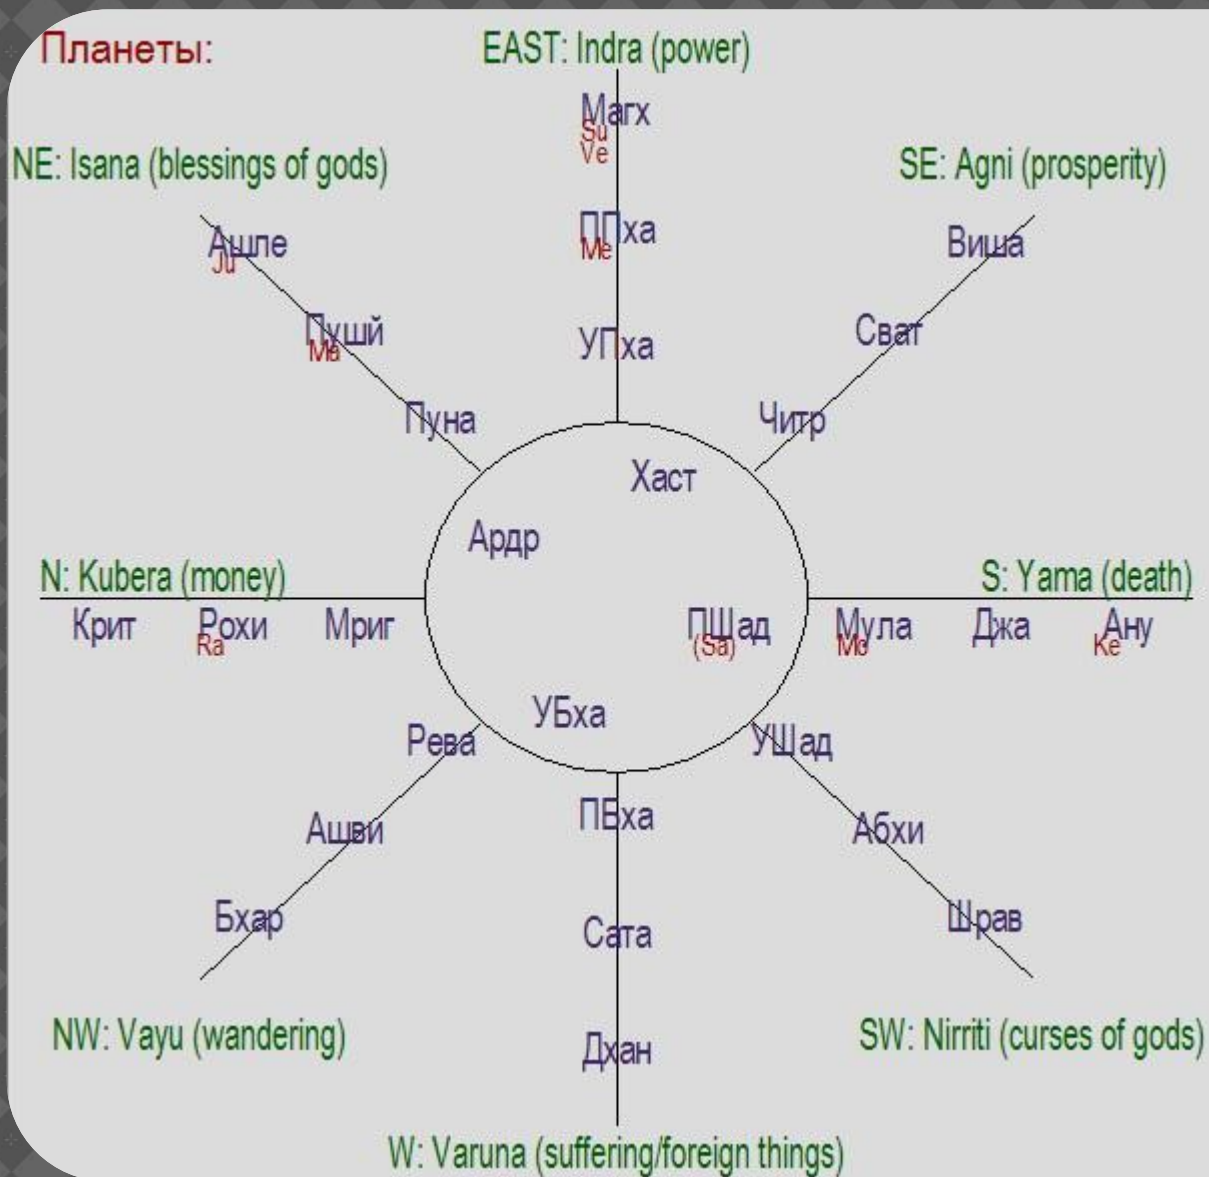 Планеты:
EAST: Indra (power)
Магх
Su
Ve
NE: Isana (blessings of gods)
SE: Agni (prosperity)
ППха
Me
Ашле
Ju
Виша
Пушй
Ma
УПха
Сват
Пуна
Читр
Хаст
Ардр
N: Kubera (money)
S: Yama (death)
Крит
Рохи
Ra
Мриг
ПШад
(Sa)
Мула
Mo
Джа
Ану
Ke
УБха
Рева
УШад
ПБха
Ашви
Абхи
Бхар
Сата
Шрав
NW: Vayu (wandering)
Дхан
SW: Nirriti (curses of gods)
W: Varuna (suffering/foreign things)